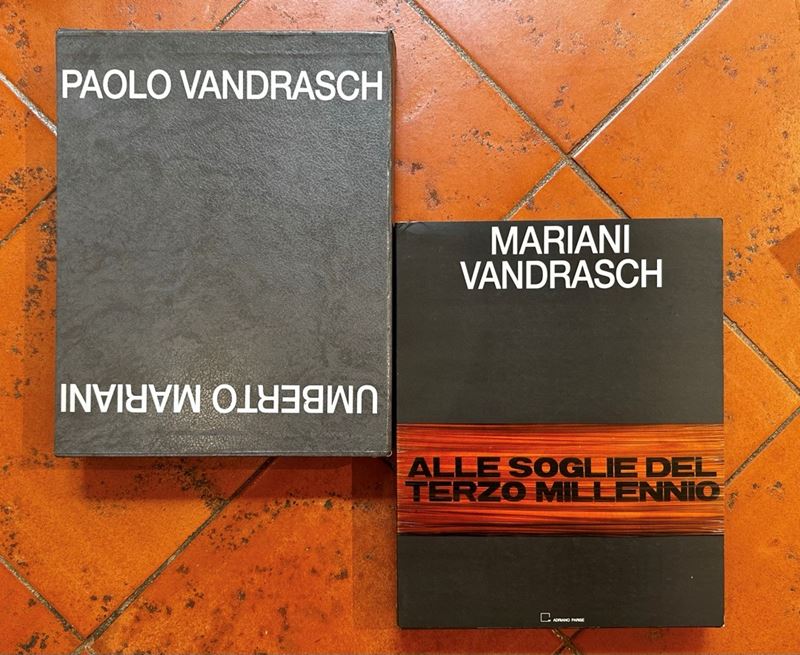 PAOLO VANDRASCH
UMBERTO MARIANI
MARIANI
VANDRASCH
ALLE SOGLIE DEL
TERZO MILLENNIO
ADRIANO PARISE